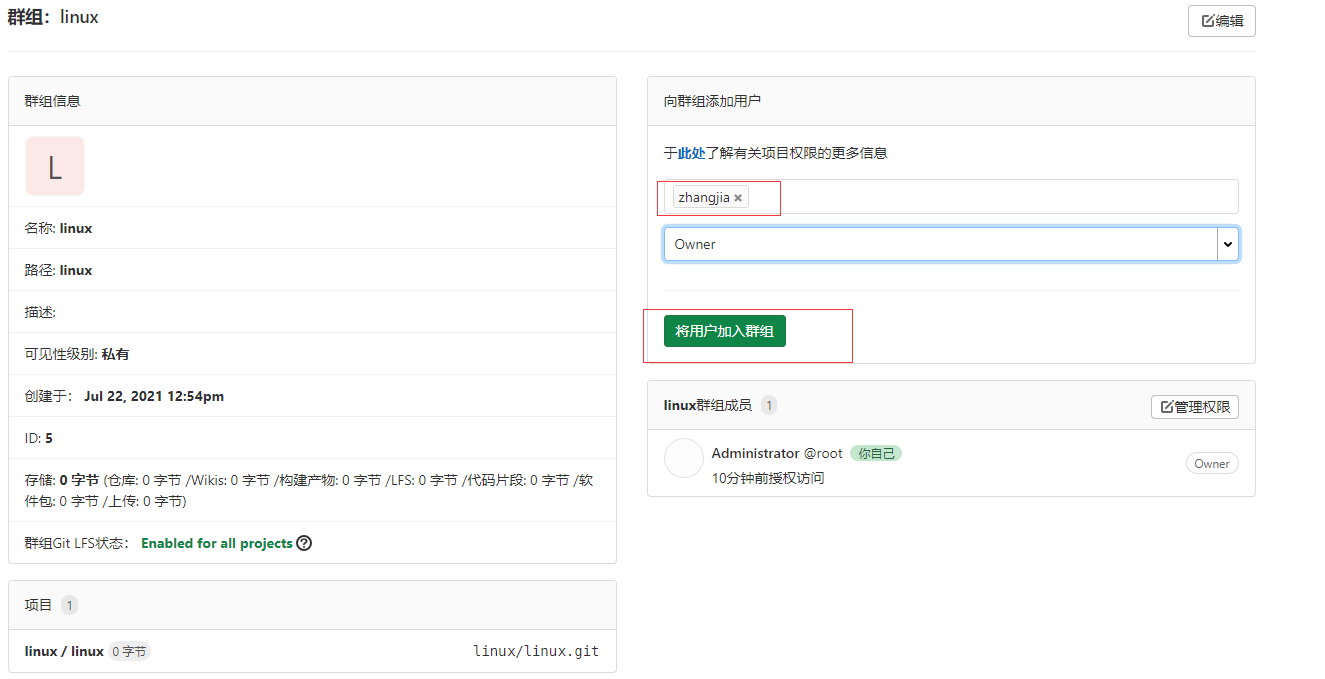 群组：linux
编辑
群组信息
L
名称: linux
路径: linux
描述:
可见性级别: 私有
创建于： Jul 22, 2021 12:54pm
ID: 5
存储: 0 字节 (仓库: 0 字节 /Wikis: 0 字节 /构建产物: 0 字节 /LFS: 0 字节 /代码片段: 0 字节 /软
件包: 0 字节 /上传: 0 字节)
群组Git LFS状态： Enabled for all projects
项目 1
linux / linux 0 字节 linux/linux.git
向群组添加用户
于此处了解有关项目权限的更多信息
zhangjia ×
Owner
将用户加入群组
linux群组成员 1
管理权限
Administrator @root 你自己
10分钟前授权访问
Owner